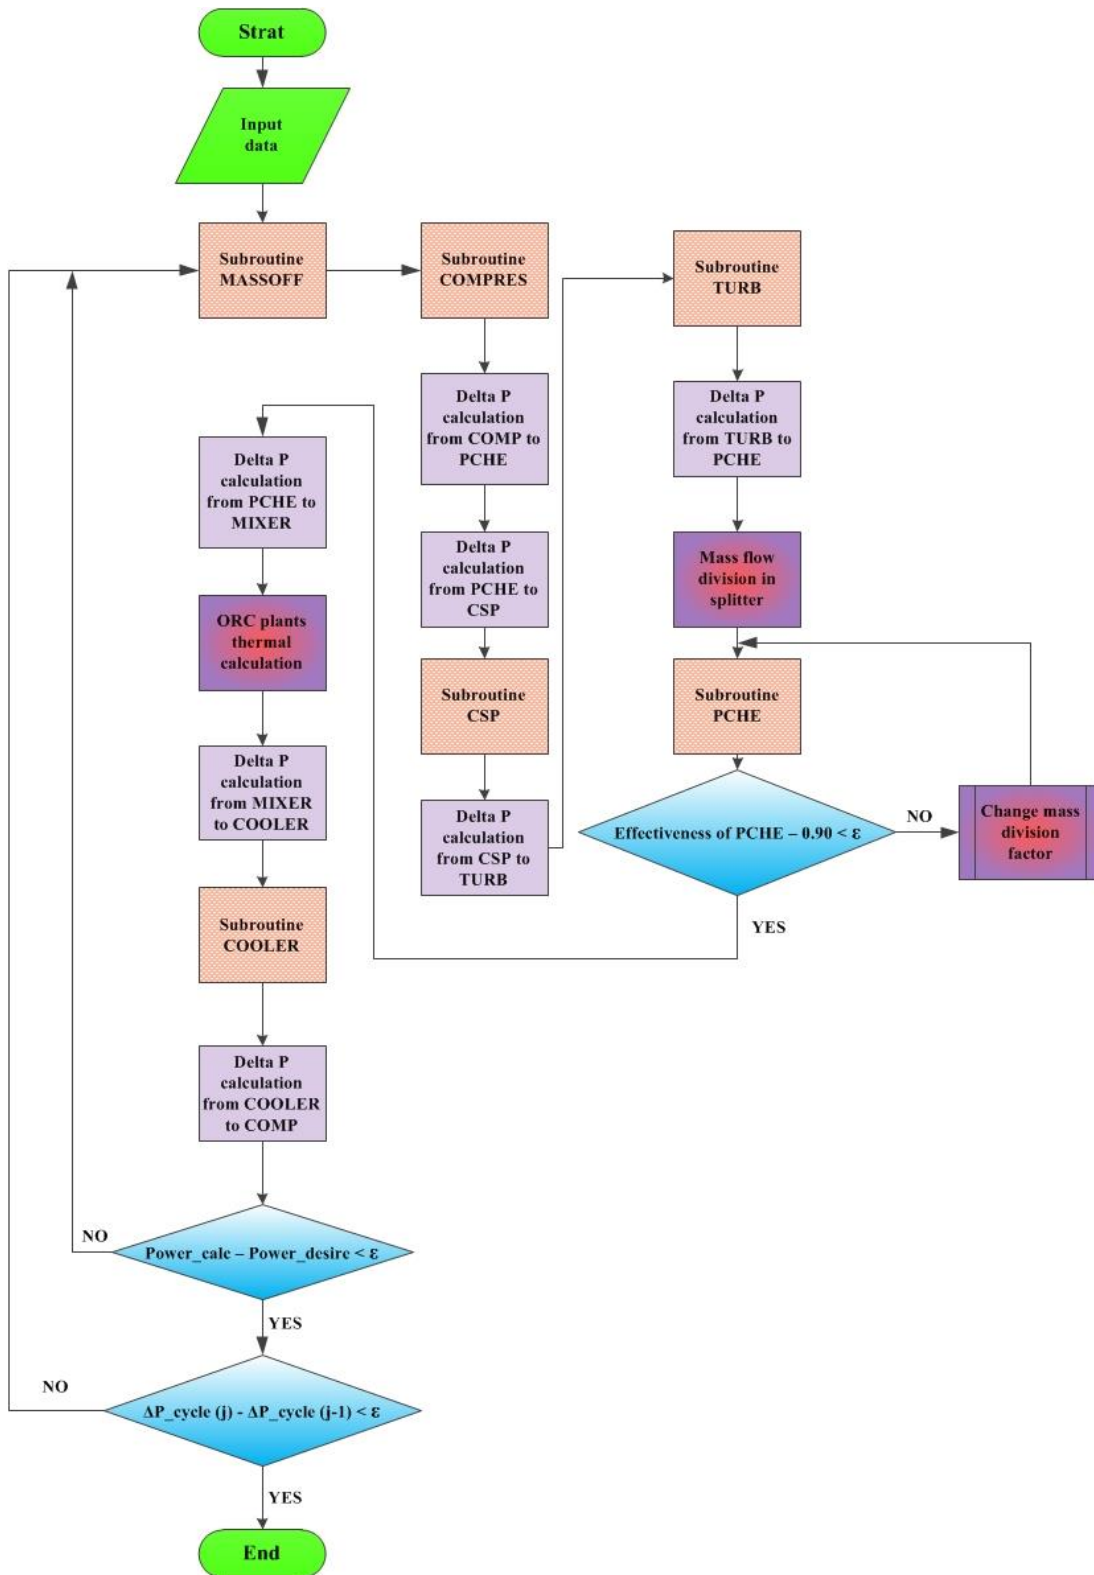 Strat
Input
data
Subroutine
MASSOFF
Subroutine
COMPRES
Delta P
calculation
from COMP to
PCHE
Delta P
calculation
from PCHE to
CSP
Subroutine
CSP
Delta P
calculation
from CSP to
TURB
Subroutine
TURB
Delta P
calculation
from TURB to
PCHE
Mass flow
division in
splitter
Subroutine
PCHE
Effectiveness of PCHE – 0.90 < ε
NO
Change mass
division
factor
YES
Delta P
calculation
from PCHE to
MIXER
ORC plants
thermal
calculation
Delta P
calculation
from MIXER
to COOLER
Subroutine
COOLER
Delta P
calculation
from COOLER
to COMP
Power_calc – Power_desire < ε
NO
YES
ΔP_cycle (j) - ΔP_cycle (j-1) < ε
NO
YES
End